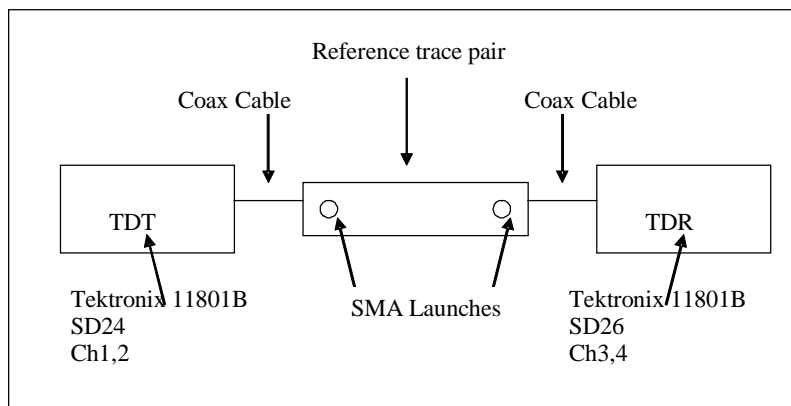 Reference trace pair
Coax Cable
Coax Cable
TDT
TDR
Tektronix 11801B
SD24
Ch1,2
SMA Launches
Tektronix 11801B
SD26
Ch3,4